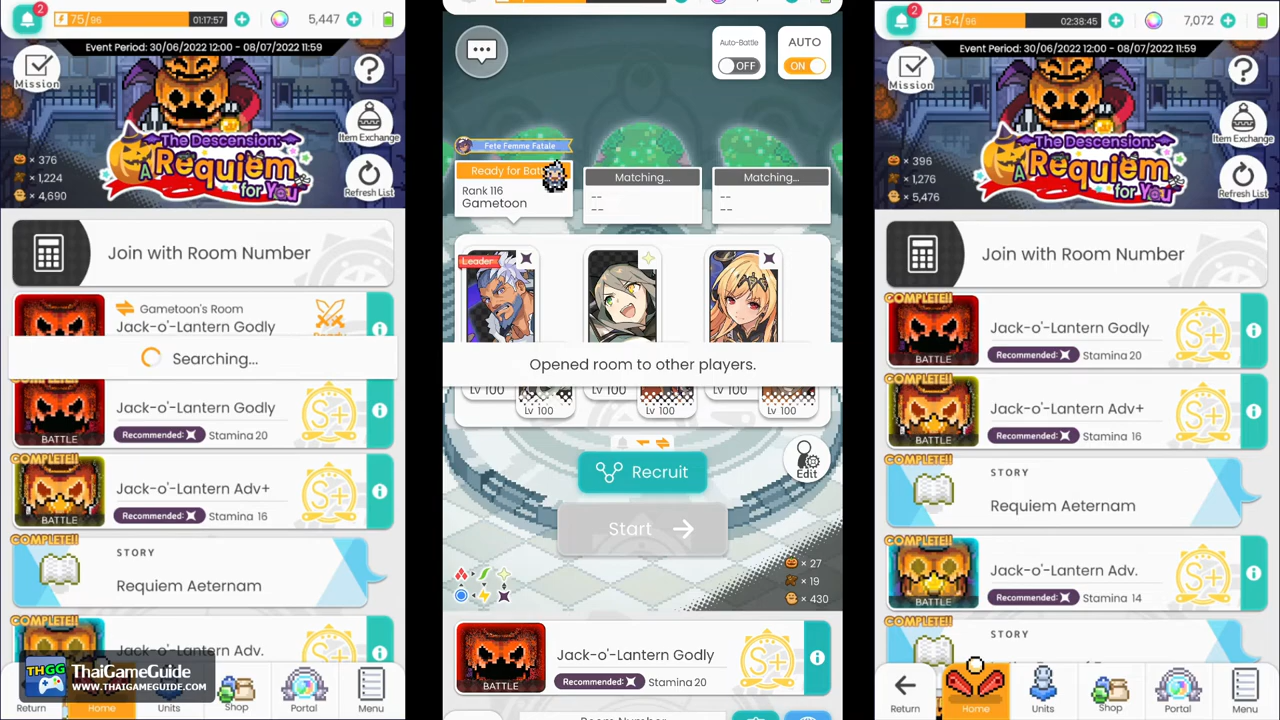 2
75/96
01:17:57
5,447
Event Period: 30/06/2022 12:00 - 08/07/2022 11:59
Mission
The Descension:
A Requiem
for You
Item Exchange
Refresh List
× 376
× 1,224
× 4,690
Join with Room Number
Gametoon's Room
Jack-o'-Lantern Godly
Searching...
COMPLETE!!
Jack-o'-Lantern Godly
S+
BATTLE
Recommended:
Stamina 20
COMPLETE!!
Jack-o'-Lantern Adv+
S+
BATTLE
Recommended:
Stamina 16
COMPLETE!!
STORY
Requiem Aeternam
COMPLETE!!
Jack-o'-Lantern Adv.
THGG
ThaiGameGuide
WWW.THAIGAMEGUIDE.COM
Return
Home
Units
Shop
Portal
Menu
Auto-Battle
OFF
AUTO
ON
Fete Femme Fatale
Ready for Batt
Rank 116
Gametoon
Matching...
--
--
Matching...
--
--
Leader
Opened room to other players.
Lv 100
Lv 100
Lv 100
Lv 100
Lv 100
Lv 100
Recruit
Edit
Start
× 27
× 19
× 430
Jack-o'-Lantern Godly
S+
BATTLE
Recommended:
Stamina 20
Room Number
2
54/96
02:38:45
7,072
Event Period: 30/06/2022 12:00 - 08/07/2022 11:59
Mission
The Descension:
A Requiem
for You
Item Exchange
Refresh List
× 396
× 1,276
× 5,476
Join with Room Number
COMPLETE!!
Jack-o'-Lantern Godly
S+
BATTLE
Recommended:
Stamina 20
COMPLETE!!
Jack-o'-Lantern Adv+
S+
BATTLE
Recommended:
Stamina 16
COMPLETE!!
STORY
Requiem Aeternam
COMPLETE!!
Jack-o'-Lantern Adv.
S+
BATTLE
Recommended:
Stamina 14
COMPLETE!!
STORY
Return
Home
Units
Shop
Portal
Menu